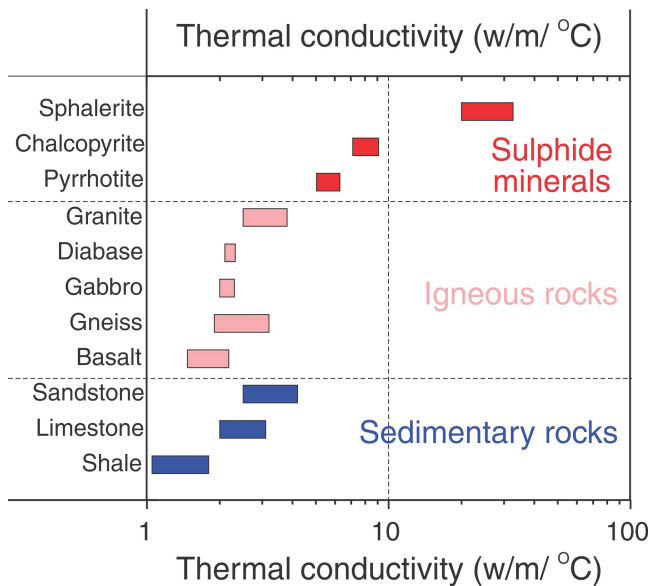 Thermal conductivity (w/m/ °C)
Sphalerite
Chalcopyrite
Pyrrhotite
Sulphide
minerals
Granite
Diabase
Gabbro
Gneiss
Basalt
Igneous rocks
Sandstone
Limestone
Shale
Sedimentary rocks
1 10 100
Thermal conductivity (w/m/ °C)